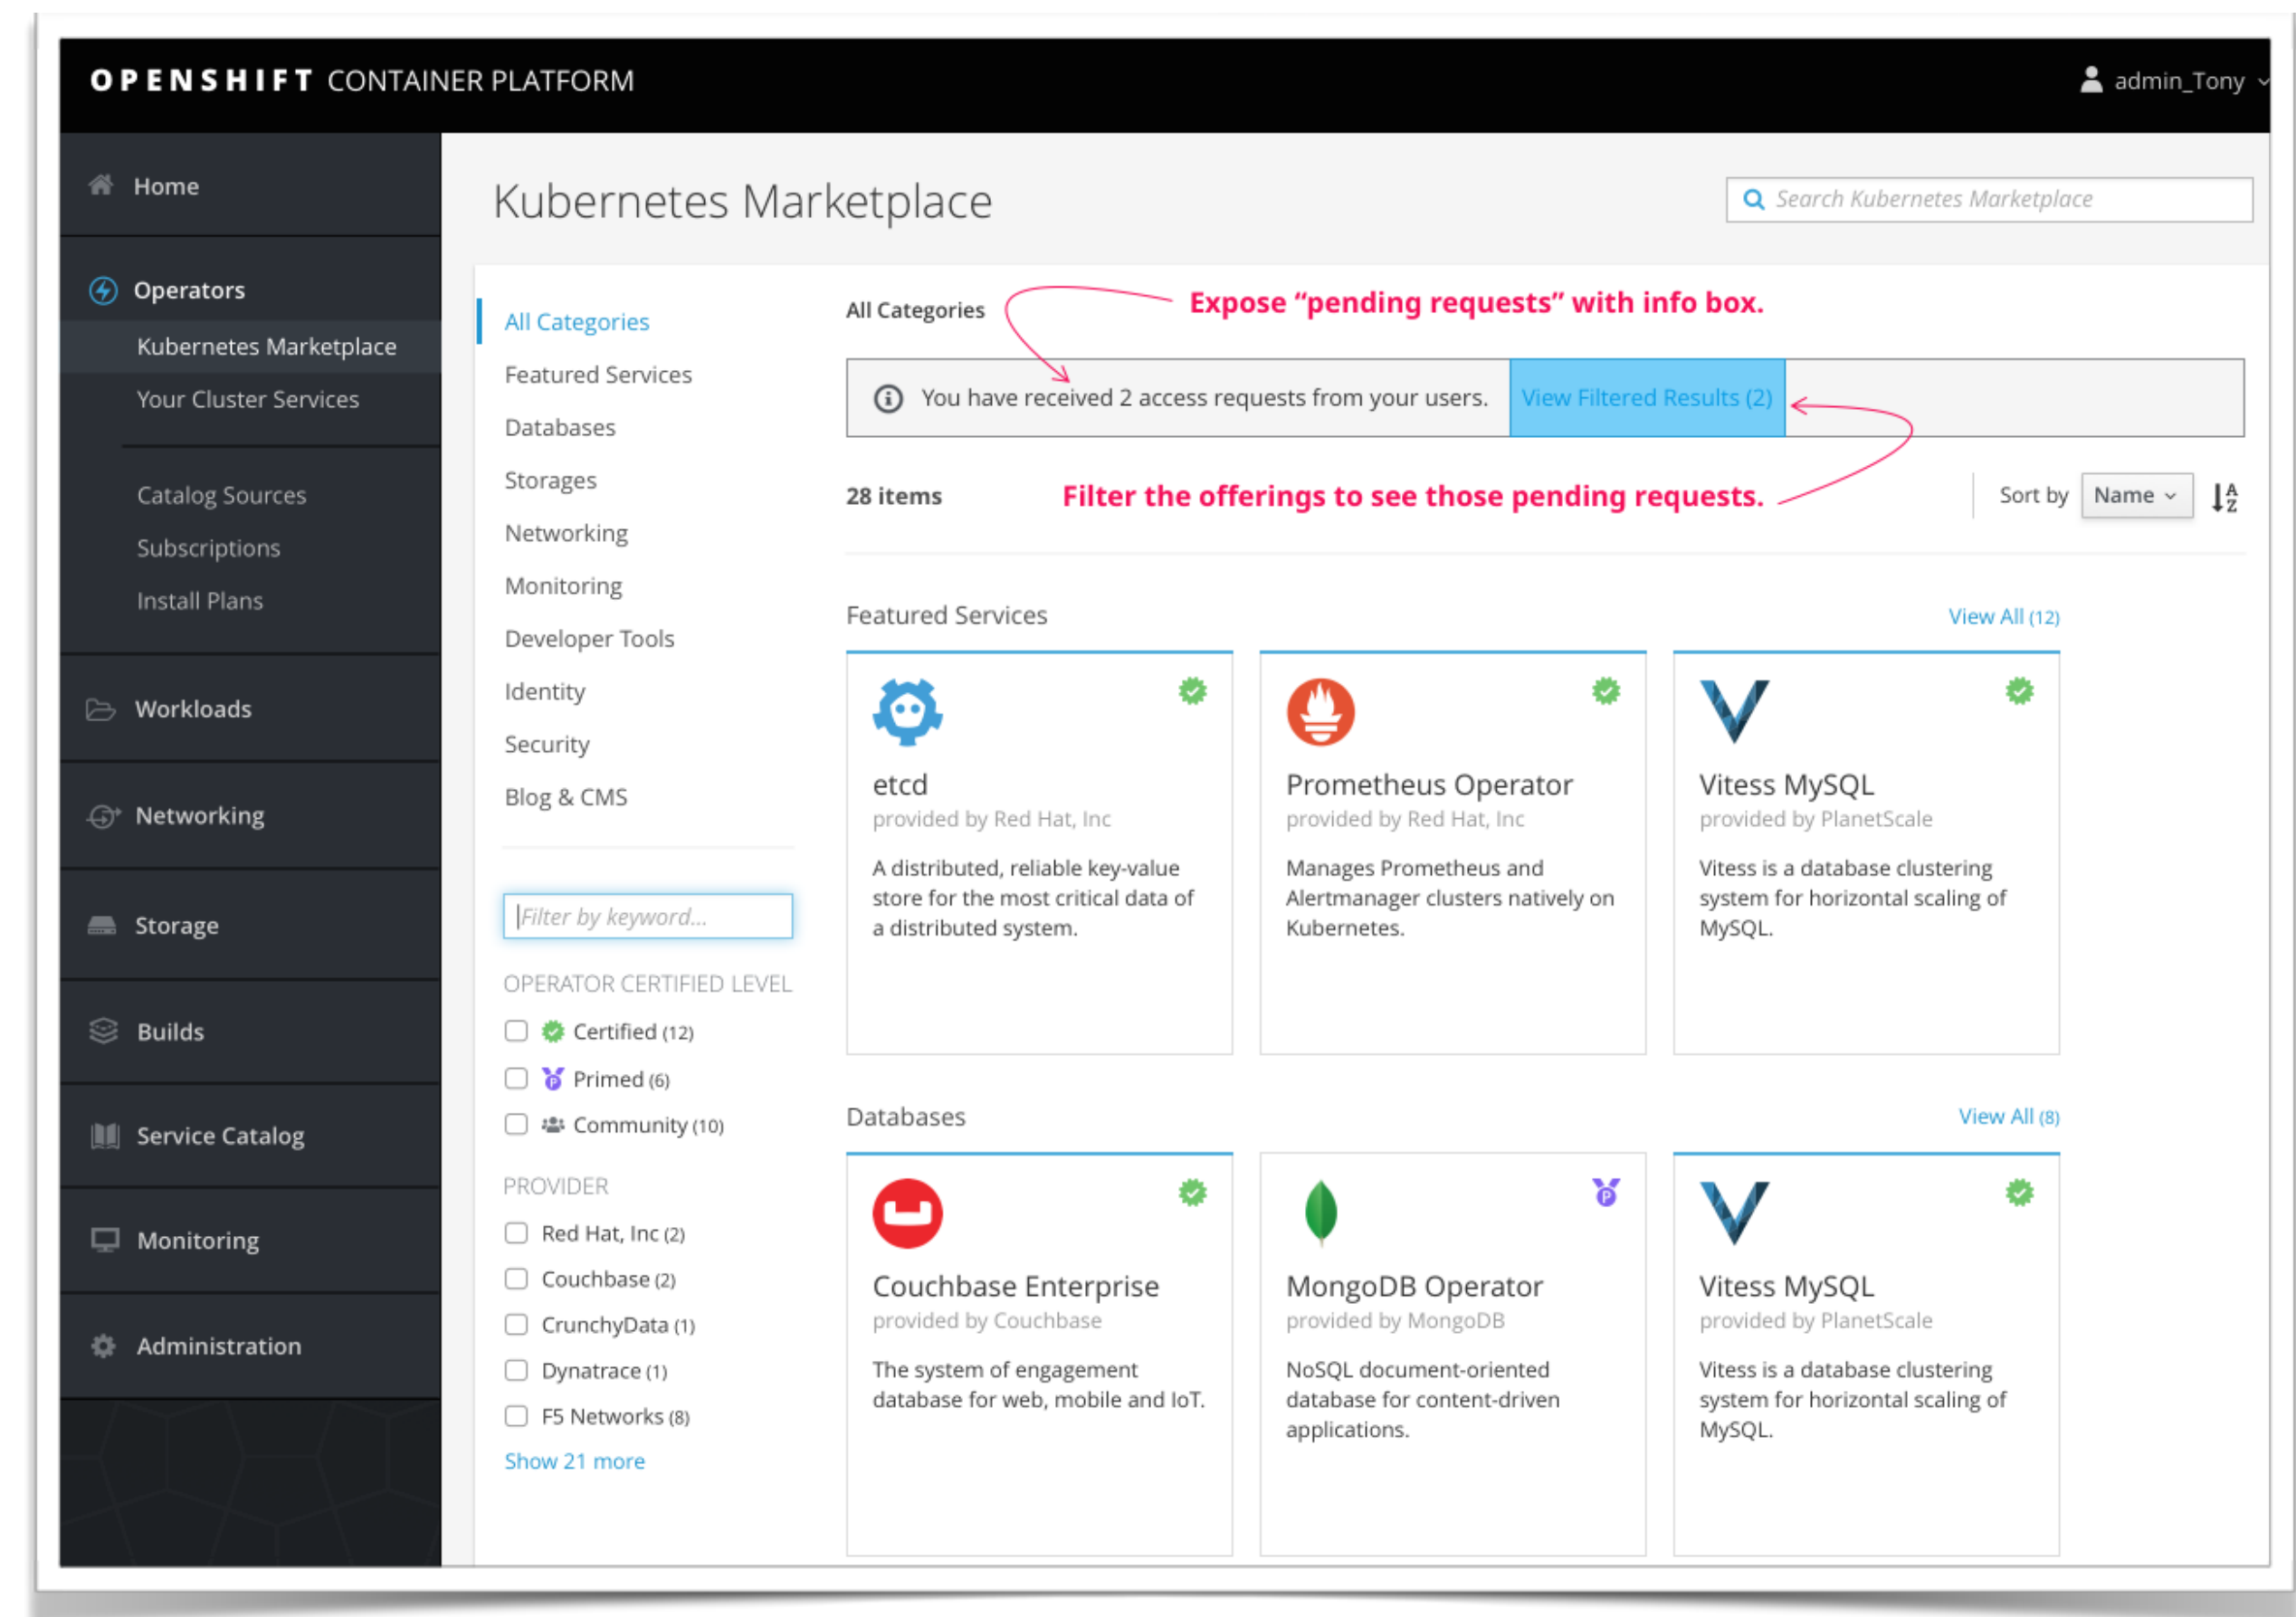 OPENSHIFT CONTAINER PLATFORM
admin_Tony
Home
Operators
Kubernetes Marketplace
Your Cluster Services
Catalog Sources
Subscriptions
Install Plans
Workloads
Networking
Storage
Builds
Service Catalog
Monitoring
Administration
Kubernetes Marketplace
Search Kubernetes Marketplace
All Categories
Featured Services
Databases
Storages
Networking
Monitoring
Developer Tools
Identity
Security
Blog & CMS
Filter by keyword...
OPERATOR CERTIFIED LEVEL
Certified (12)
P
Primed (6)
Community (10)
PROVIDER
Red Hat, Inc (2)
Couchbase (2)
CrunchyData (1)
Dynatrace (1)
F5 Networks (8)
Show 21 more
All Categories
Expose “pending requests” with info box.
You have received 2 access requests from your users.
View Filtered Results (2)
28 items
Filter the offerings to see those pending requests.
Sort by
Name
A
Z
Featured Services
View All (12)
etcd
provided by Red Hat, Inc
A distributed, reliable key-value
store for the most critical data of
a distributed system.
Prometheus Operator
provided by Red Hat, Inc
Manages Prometheus and
Alertmanager clusters natively on
Kubernetes.
Vitess MySQL
provided by PlanetScale
Vitess is a database clustering
system for horizontal scaling of
MySQL.
Databases
View All (8)
Couchbase Enterprise
provided by Couchbase
The system of engagement
database for web, mobile and IoT.
P
MongoDB Operator
provided by MongoDB
NoSQL document-oriented
database for content-driven
applications.
Vitess MySQL
provided by PlanetScale
Vitess is a database clustering
system for horizontal scaling of
MySQL.